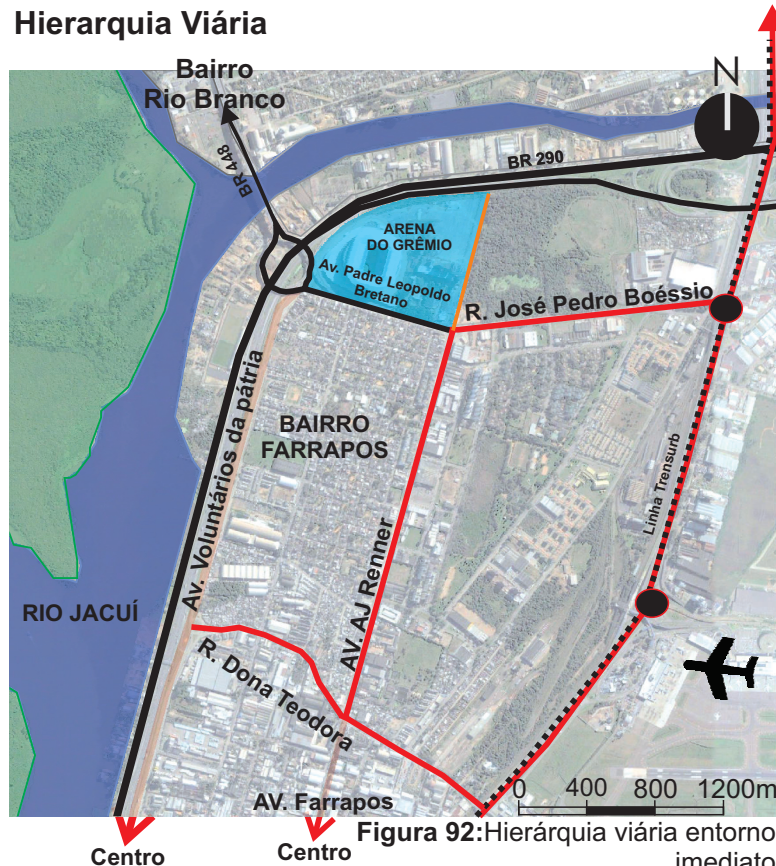 Hierarquia Viária
Bairro
Rio Branco
N
BR 448
BR 290
ARENA
DO GRÊMIO
Av. Padre Leopoldo
Bretano
R. José Pedro Boéssio
Av. Voluntários da pátria
BAIRRO
FARRAPOS
Linha Trensurb
AV. AJ Renner
RIO JACUÍ
R. Dona Teodora
AV. Farrapos
0 400 800 1200m
Figura 92:Hierárquia viária entorno
imediato
Centro
Centro